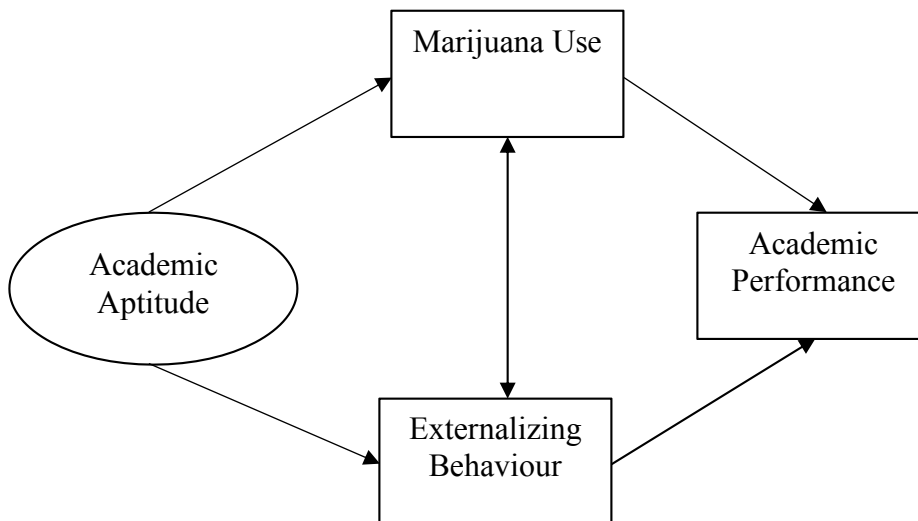 Marijuana Use
Academic
Aptitude
Academic
Performance
Externalizing
Behaviour